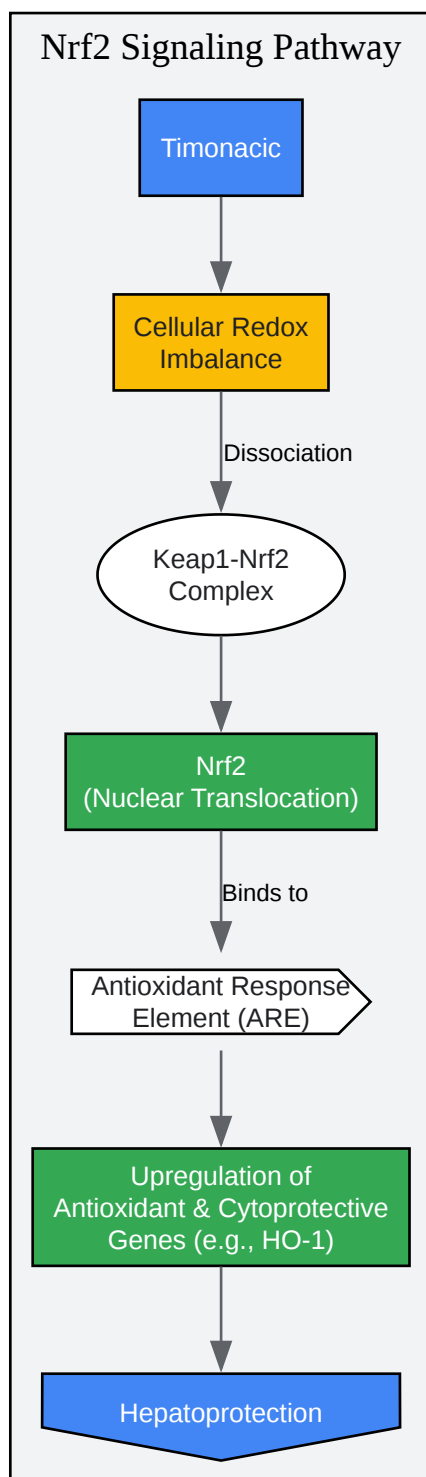 Nrf2 Signaling Pathway
Timonacic
Cellular Redox
Imbalance
Dissociation
Keap1-Nrf2
Complex
Nrf2
(Nuclear Translocation)
Binds to
Antioxidant Response
Element (ARE)
Upregulation of
Antioxidant & Cytoprotective
Genes (e.g., HO-1)
Hepatoprotection